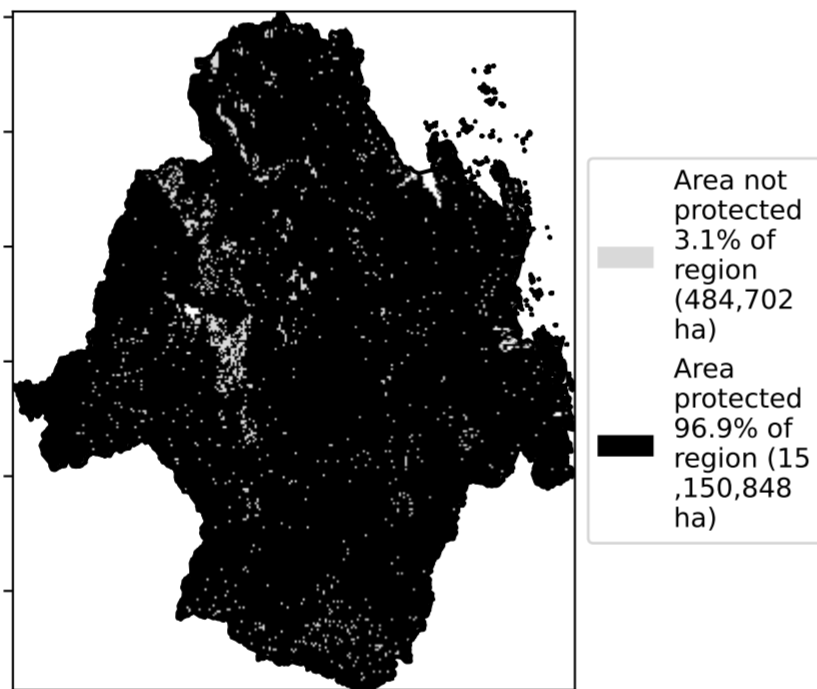 Area not
protected
3.1% of
region
(484,702
ha)
Area
protected
96.9% of
region (15
,150,848
ha)